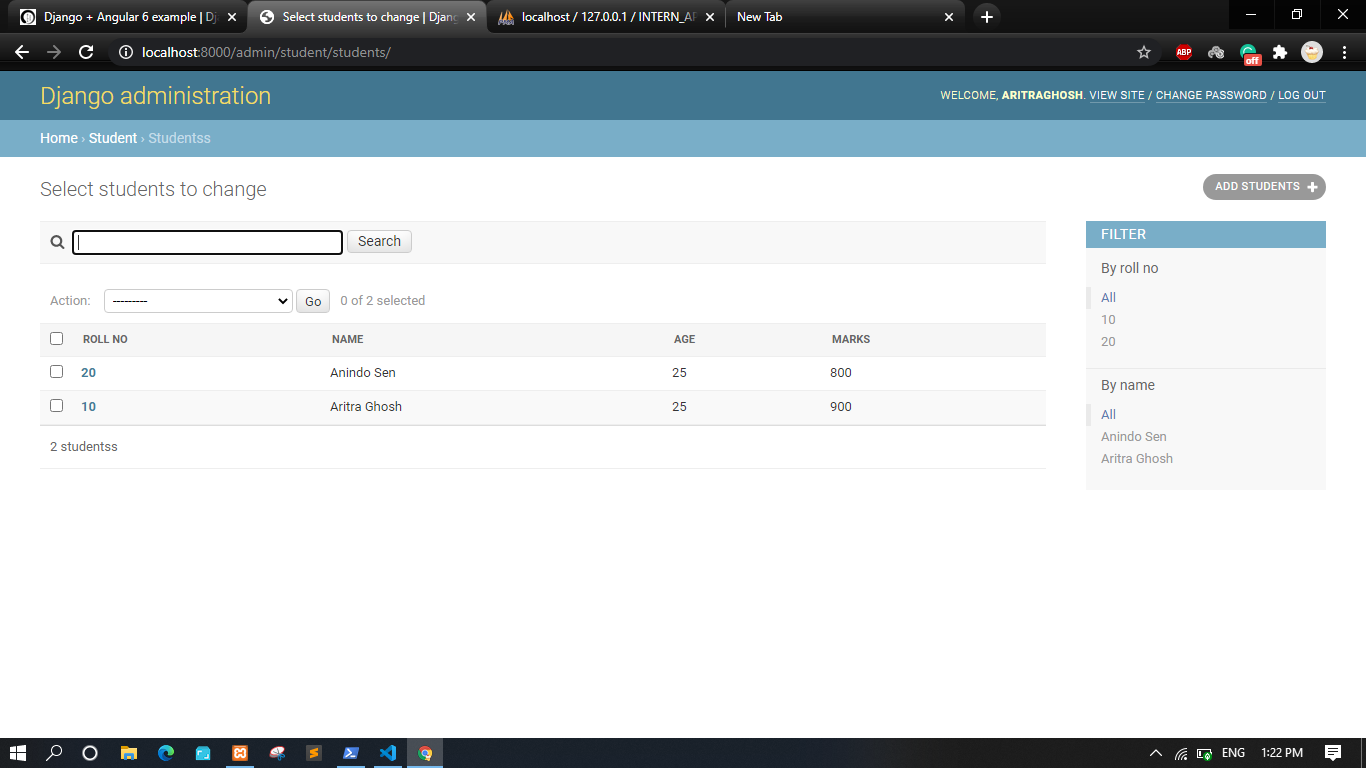 Django + Angular 6 example | Dj
Select students to change | Djang
localhost / 127.0.0.1 / INTERN_AP
New Tab
localhost:8000/admin/student/students/
ABP
off
Django administration
WELCOME, ARITRAGHOSH. VIEW SITE / CHANGE PASSWORD / LOG OUT
Home › Student › Studentss
Select students to change
ADD STUDENTS +
Search
Action: --------- Go 0 of 2 selected
ROLL NO NAME AGE MARKS
20 Anindo Sen 25 800
10 Aritra Ghosh 25 900
2 studentss
FILTER
By roll no
All
10
20
By name
All
Anindo Sen
Aritra Ghosh
ENG 1:22 PM